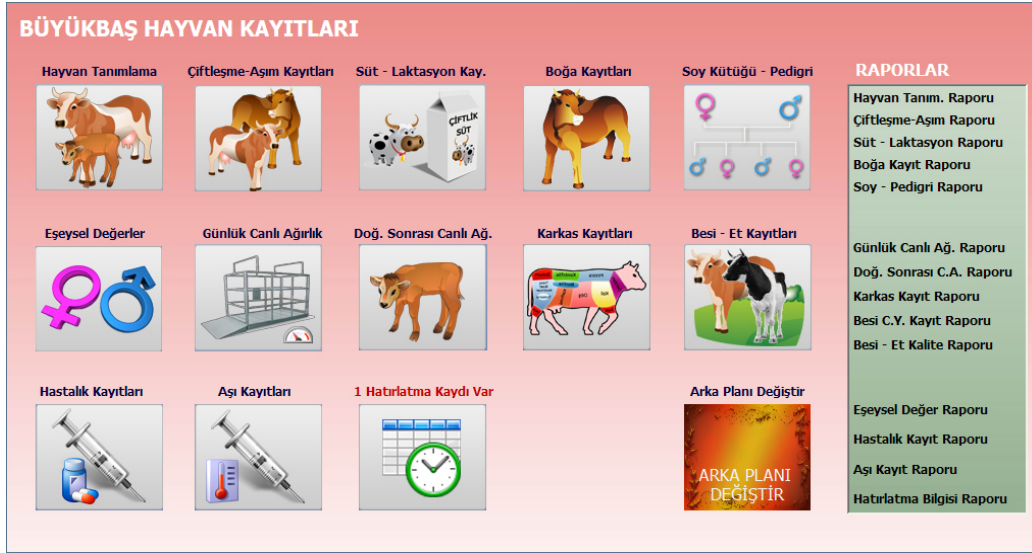 BÜYÜKBAŞ HAYVAN KAYITLARI
Hayvan Tanımlama
Çiftleşme-Aşım Kayıtları
Süt - Laktasyon Kay.
Boğa Kayıtları
Soy Kütüğü - Pedigri
ÇİFTLİK
SÜT
Eşeysel Değerler
Günlük Canlı Ağırlık
Doğ. Sonrası Canlı Ağ.
Karkas Kayıtları
Besi - Et Kayıtları
Hastalık Kayıtları
Aşı Kayıtları
1 Hatırlatma Kaydı Var
Arka Planı Değiştir
ARKA PLANI
DEĞİŞTİR
RAPORLAR
Hayvan Tanım. Raporu
Çiftleşme-Aşım Raporu
Süt - Laktasyon Raporu
Boğa Kayıt Raporu
Soy - Pedigri Raporu
Günlük Canlı Ağ. Raporu
Doğ. Sonrası C.A. Raporu
Karkas Kayıt Raporu
Besi C.Y. Kayıt Raporu
Besi - Et Kalite Raporu
Eşeysel Değer Raporu
Hastalık Kayıt Raporu
Aşı Kayıt Raporu
Hatırlatma Bilgisi Raporu